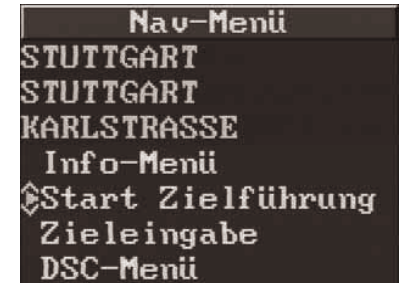 Nav-Menü
STUTTGART
STUTTGART
KARLSTRASSE
Info-Menü
Start Zielführung
Zieleingabe
DSC-Menü